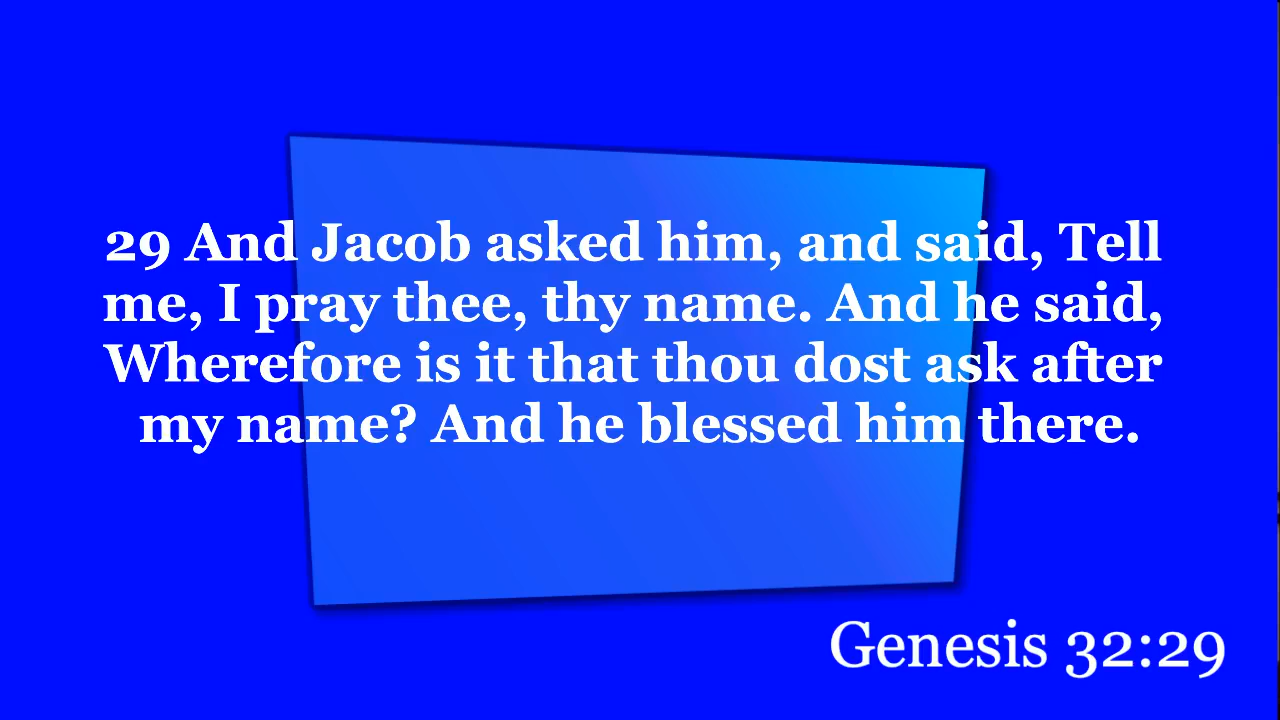 29 And Jacob asked him, and said, Tell
me, I pray thee, thy name. And he said,
Wherefore is it that thou dost ask after
my name? And he blessed him there.
Genesis 32:29